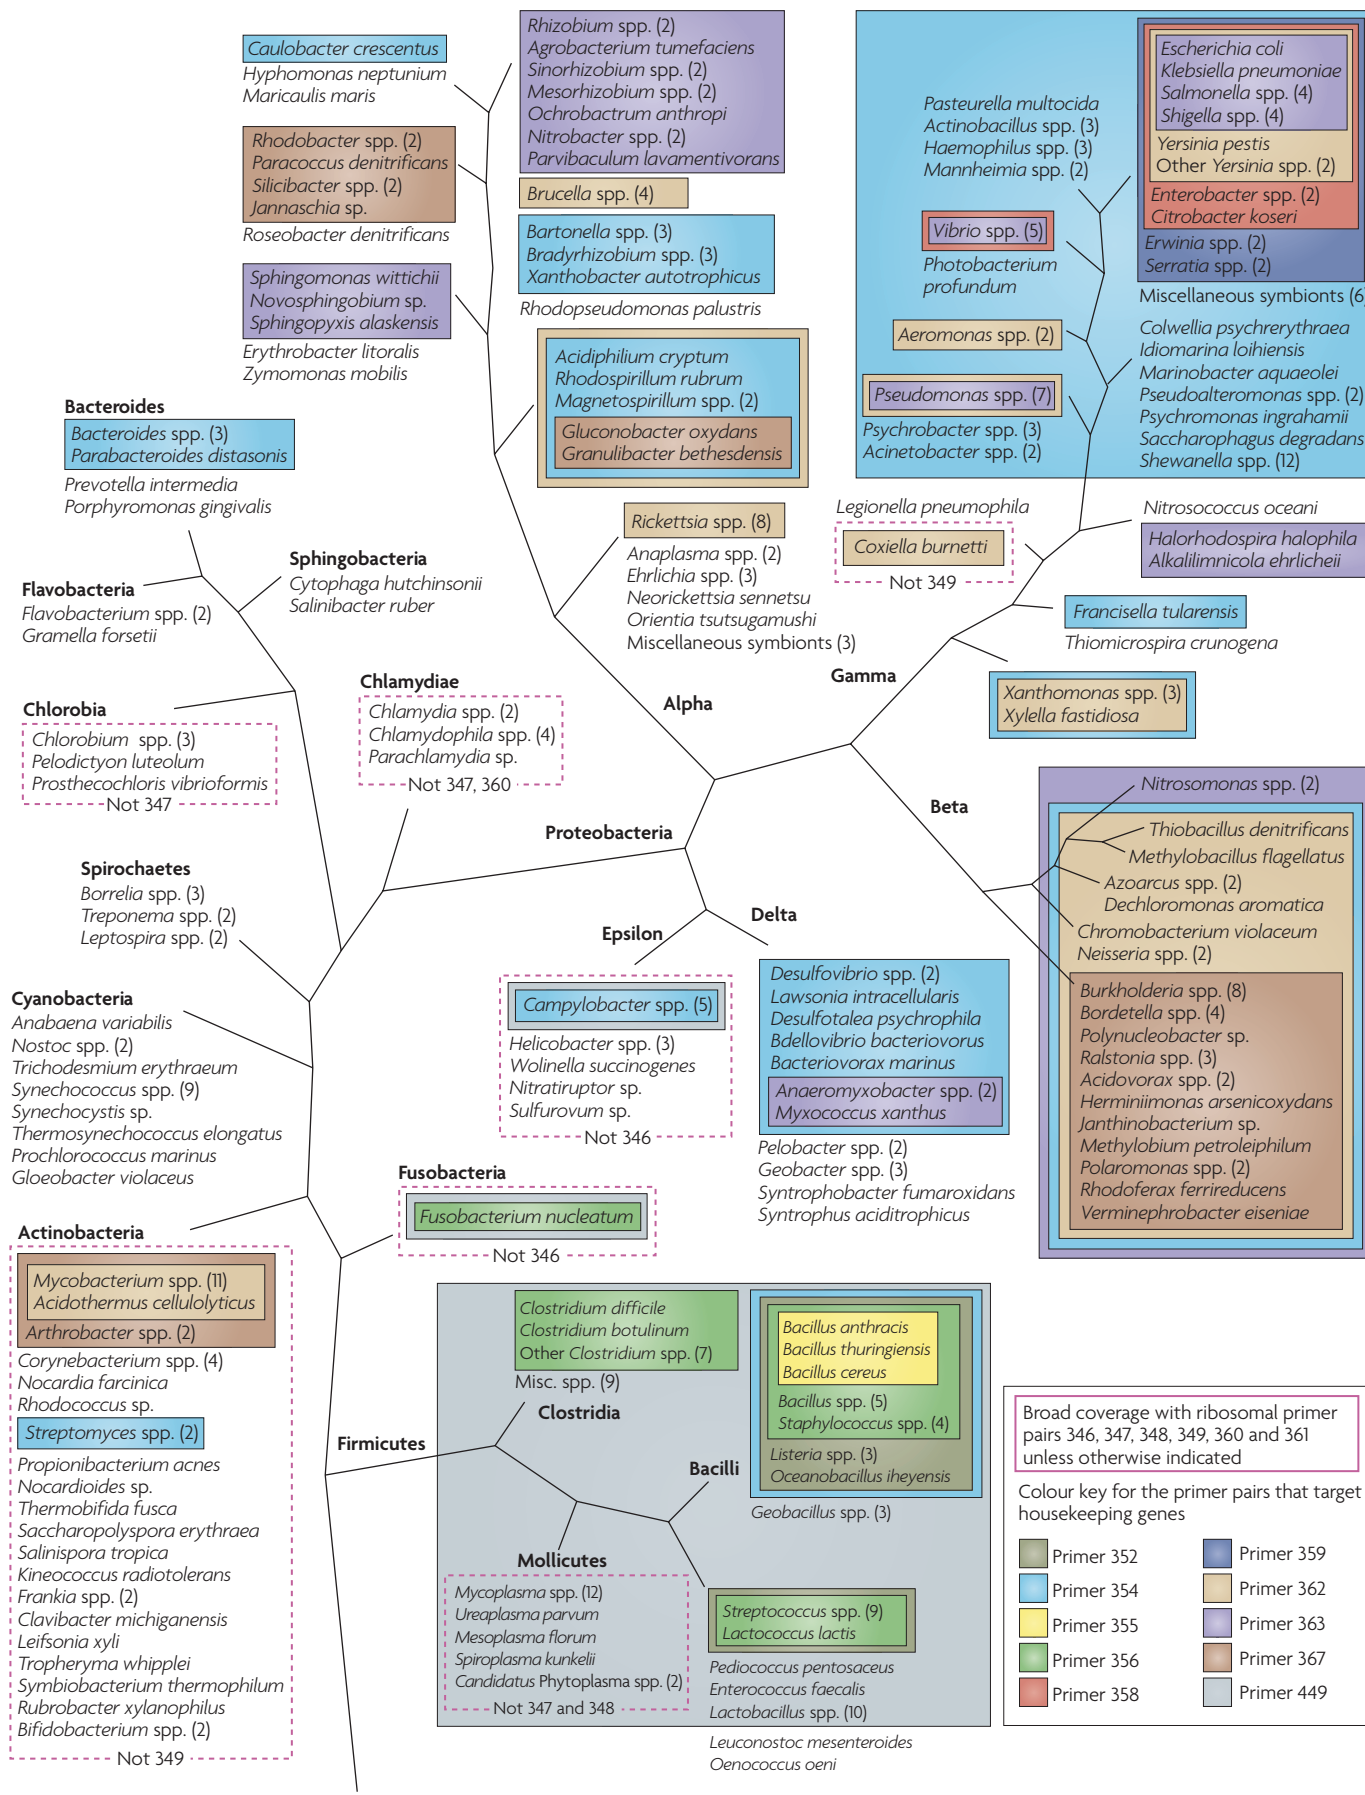 Caulobacter crescentus
Hyphomonas neptunium
Maricaulis maris
Rhodobacter spp. (2)
Paracoccus denitrificans
Silicibacter spp. (2)
Jannaschia sp.
Roseobacter denitrificans
Sphingomonas wittichii
Novosphingobium sp.
Sphingopyxis alaskensis
Erythrobacter litoralis
Zymomonas mobilis
Rhizobium spp. (2)
Agrobacterium tumefaciens
Sinorhizobium spp. (2)
Mesorhizobium spp. (2)
Ochrobactrum anthropi
Nitrobacter spp. (2)
Parvibaculum lavamentivorans
Brucella spp. (4)
Bartonella spp. (3)
Bradyrhizobium spp. (3)
Xanthobacter autotrophicus
Rhodopseudomonas palustris
Acidiphilium cryptum
Rhodospirillum rubrum
Magnetospirillum spp. (2)
Gluconobacter oxydans
Granulibacter bethesdensis
Rickettsia spp. (8)
Anaplasma spp. (2)
Ehrlichia spp. (3)
Neorickettsia sennetsu
Orientia tsutsugamushi
Miscellaneous symbionts (3)
Alpha
Pasteurella multocida
Actinobacillus spp. (3)
Haemophilus spp. (3)
Mannheimia spp. (2)
Vibrio spp. (5)
Photobacterium
profundum
Aeromonas spp. (2)
Pseudomonas spp. (7)
Psychrobacter spp. (3)
Acinetobacter spp. (2)
Escherichia coli
Klebsiella pneumoniae
Salmonella spp. (4)
Shigella spp. (4)
Yersinia pestis
Other Yersinia spp. (2)
Enterobacter spp. (2)
Citrobacter koseri
Erwinia spp. (2)
Serratia spp. (2)
Miscellaneous symbionts (6)
Colwellia psychrerythraea
Idiomarina loihiensis
Marinobacter aquaeolei
Pseudoalteromonas spp. (2)
Psychromonas ingrahamii
Saccharophagus degradans
Shewanella spp. (12)
Legionella pneumophila
Coxiella burnetti
Not 349
Nitrosococcus oceani
Halorhodospira halophila
Alkalilimnicola ehrlicheii
Francisella tularensis
Thiomicrospira crunogena
Xanthomonas spp. (3)
Xylella fastidiosa
Gamma
Bacteroides
Bacteroides spp. (3)
Parabacteroides distasonis
Prevotella intermedia
Porphyromonas gingivalis
Flavobacteria
Flavobacterium spp. (2)
Gramella forsetii
Sphingobacteria
Cytophaga hutchinsonii
Salinibacter ruber
Chlorobia
Chlorobium spp. (3)
Pelodictyon luteolum
Prosthecochloris vibrioformis
Not 347
Chlamydiae
Chlamydia spp. (2)
Chlamydophila spp. (4)
Parachlamydia sp.
Not 347, 360
Proteobacteria
Beta
Nitrosomonas spp. (2)
Thiobacillus denitrificans
Methylobacillus flagellatus
Azoarcus spp. (2)
Dechloromonas aromatica
Chromobacterium violaceum
Neisseria spp. (2)
Burkholderia spp. (8)
Bordetella spp. (4)
Polynucleobacter sp.
Ralstonia spp. (3)
Acidovorax spp. (2)
Herminiimonas arsenicoxydans
Janthinobacterium sp.
Methylobium petroleiphilum
Polaromonas spp. (2)
Rhodoferax ferrireducens
Verminephrobacter eiseniae
Spirochaetes
Borrelia spp. (3)
Treponema spp. (2)
Leptospira spp. (2)
Epsilon
Campylobacter spp. (5)
Helicobacter spp. (3)
Wolinella succinogenes
Nitratiruptor sp.
Sulfurovum sp.
Not 346
Delta
Desulfovibrio spp. (2)
Lawsonia intracellularis
Desulfotalea psychrophila
Bdellovibrio bacteriovorus
Bacteriovorax marinus
Anaeromyxobacter spp. (2)
Myxococcus xanthus
Pelobacter spp. (2)
Geobacter spp. (3)
Syntrophobacter fumaroxidans
Syntrophus aciditrophicus
Cyanobacteria
Anabaena variabilis
Nostoc spp. (2)
Trichodesmium erythraeum
Synechococcus spp. (9)
Synechocystis sp.
Thermosynechococcus elongatus
Prochlorococcus marinus
Gloeobacter violaceus
Fusobacteria
Fusobacterium nucleatum
Not 346
Actinobacteria
Mycobacterium spp. (11)
Acidothermus cellulolyticus
Arthrobacter spp. (2)
Corynebacterium spp. (4)
Nocardia farcinica
Rhodococcus sp.
Streptomyces spp. (2)
Propionibacterium acnes
Nocardioides sp.
Thermobifida fusca
Saccharopolyspora erythraea
Salinispora tropica
Kineococcus radiotolerans
Frankia spp. (2)
Clavibacter michiganensis
Leifsonia xyli
Tropheryma whipplei
Symbiobacterium thermophilum
Rubrobacter xylanophilus
Bifidobacterium spp. (2)
Not 349
Firmicutes
Clostridium difficile
Clostridium botulinum
Other Clostridium spp. (7)
Misc. spp. (9)
Clostridia
Bacillus anthracis
Bacillus thuringiensis
Bacillus cereus
Bacillus spp. (5)
Staphylococcus spp. (4)
Listeria spp. (3)
Oceanobacillus iheyensis
Geobacillus spp. (3)
Bacilli
Mollicutes
Mycoplasma spp. (12)
Ureaplasma parvum
Mesoplasma florum
Spiroplasma kunkelii
Candidatus Phytoplasma spp. (2)
Not 347 and 348
Streptococcus spp. (9)
Lactococcus lactis
Pediococcus pentosaceus
Enterococcus faecalis
Lactobacillus spp. (10)
Leuconostoc mesenteroides
Oenococcus oeni
Broad coverage with ribosomal primer
pairs 346, 347, 348, 349, 360 and 361
unless otherwise indicated
Colour key for the primer pairs that target
housekeeping genes
Primer 352
Primer 354
Primer 355
Primer 356
Primer 358
Primer 359
Primer 362
Primer 363
Primer 367
Primer 449